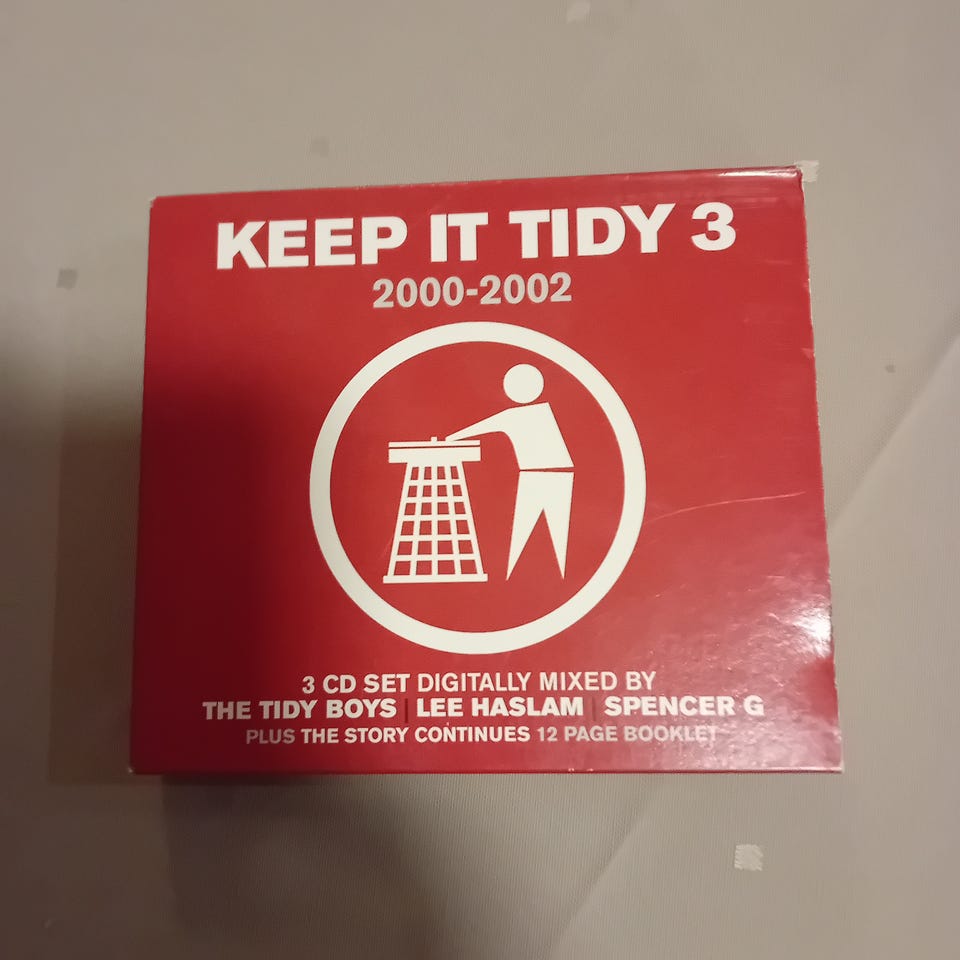 KEEP IT TIDY 3
2000-2002
3 CD SET DIGITALLY MIXED BY
THE TIDY BOYS | LEE HASLAM | SPENCER G
PLUS THE STORY CONTINUES 12 PAGE BOOKLET